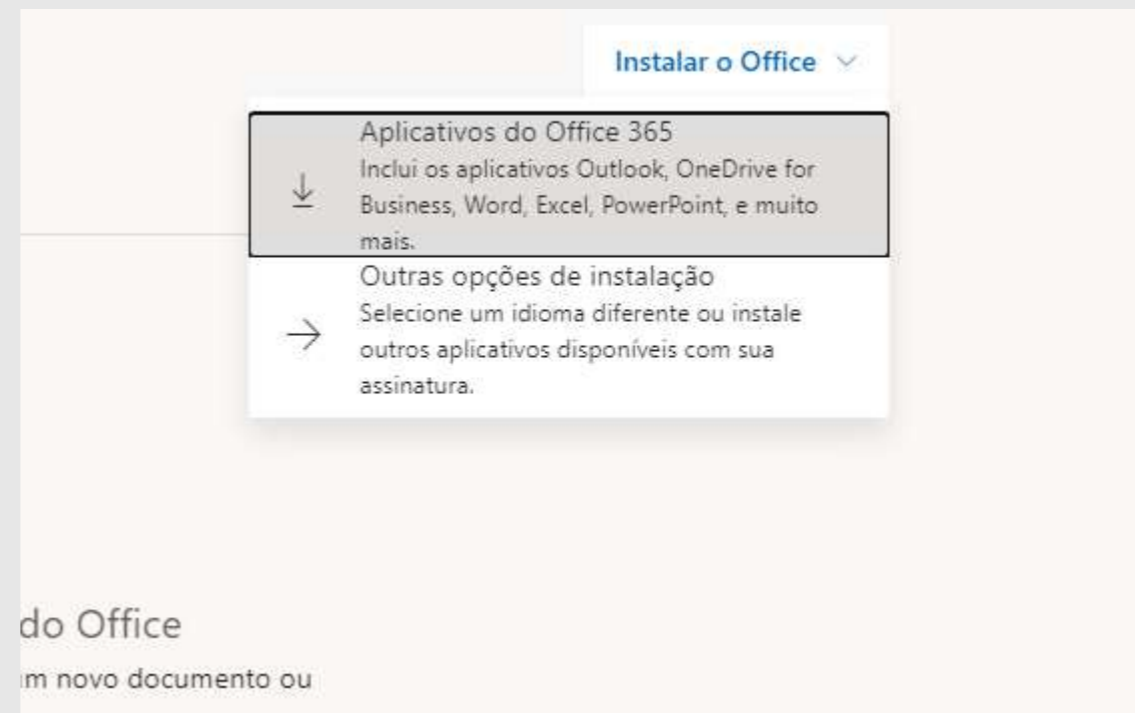 Instalar o Office
Aplicativos do Office 365
Inclui os aplicativos Outlook, OneDrive for
Business, Word, Excel, PowerPoint, e muito
mais.
Outras opções de instalação
Selecione um idioma diferente ou instale
outros aplicativos disponíveis com sua
assinatura.
do Office
novo documento ou